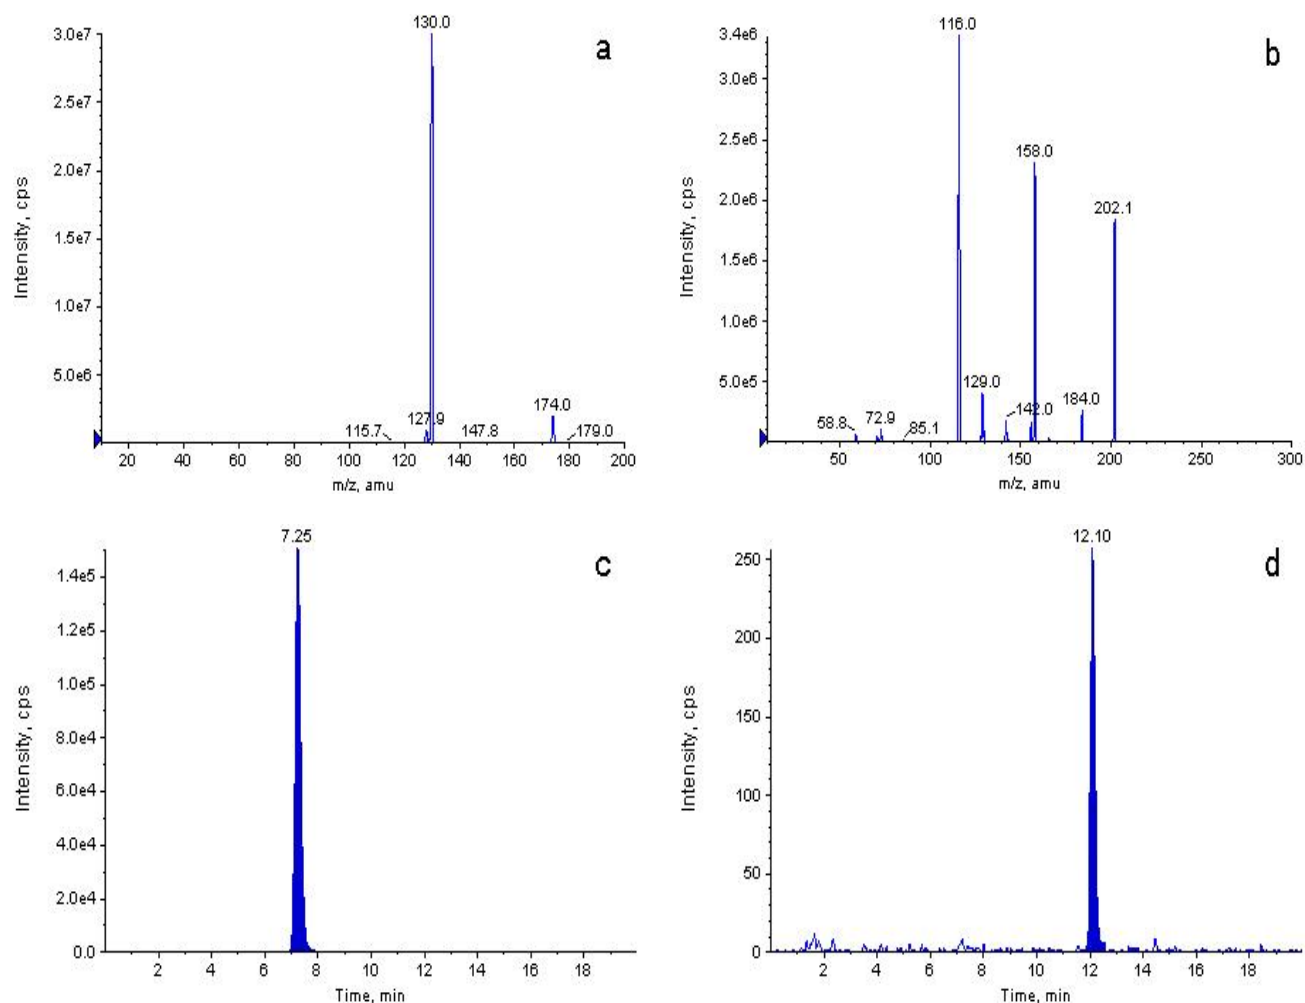 130.0
3.0e7
a
2.5e7
2.0e7
1.5e7
1.0e7
5.0e6
Intensity, cps
115.7
127.9
147.8
174.0
179.0
20 40 60 80 100 120 140 160 180 200
m/z, amu
116.0
3.4e6
b
3.0e6
2.5e6
2.0e6
1.5e6
1.0e6
5.0e5
Intensity, cps
158.0
202.1
58.8
72.9
85.1
129.0
142.0
184.0
50 100 150 200 250 300
m/z, amu
7.25
c
1.4e5
1.2e5
1.0e5
8.0e4
6.0e4
4.0e4
2.0e4
0.0
Intensity, cps
2 4 6 8 10 12 14 16 18
Time, min
12.10
d
250
200
150
100
50
0
Intensity, cps
2 4 6 8 10 12 14 16 18
Time, min